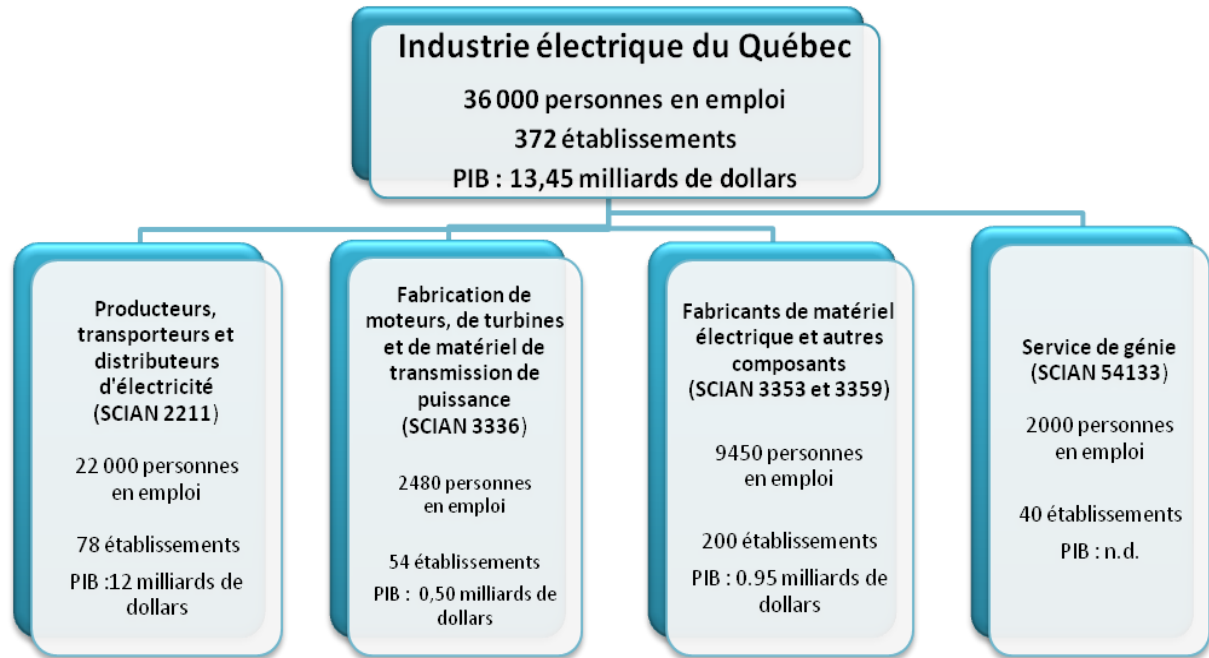 Industrie électrique du Québec
36 000 personnes en emploi
372 établissements
PIB : 13,45 milliards de dollars
Producteurs,
transporteurs et
distributeurs
d'électricité
(SCIAN 2211)
22 000 personnes
en emploi
78 établissements
PIB :12 milliards de
dollars
Fabrication de
moteurs, de turbines
et de matériel de
transmission de
puissance
(SCIAN 3336)
2480 personnes
en emploi
54 établissements
PIB : 0,50 milliards de
dollars
Fabricants de matériel
électrique et autres
composants
(SCIAN 3353 et 3359)
9450 personnes
en emploi
200 établissements
PIB : 0.95 milliards de
dollars
Service de génie
(SCIAN 54133)
2000 personnes
en emploi
40 établissements
PIB : n.d.